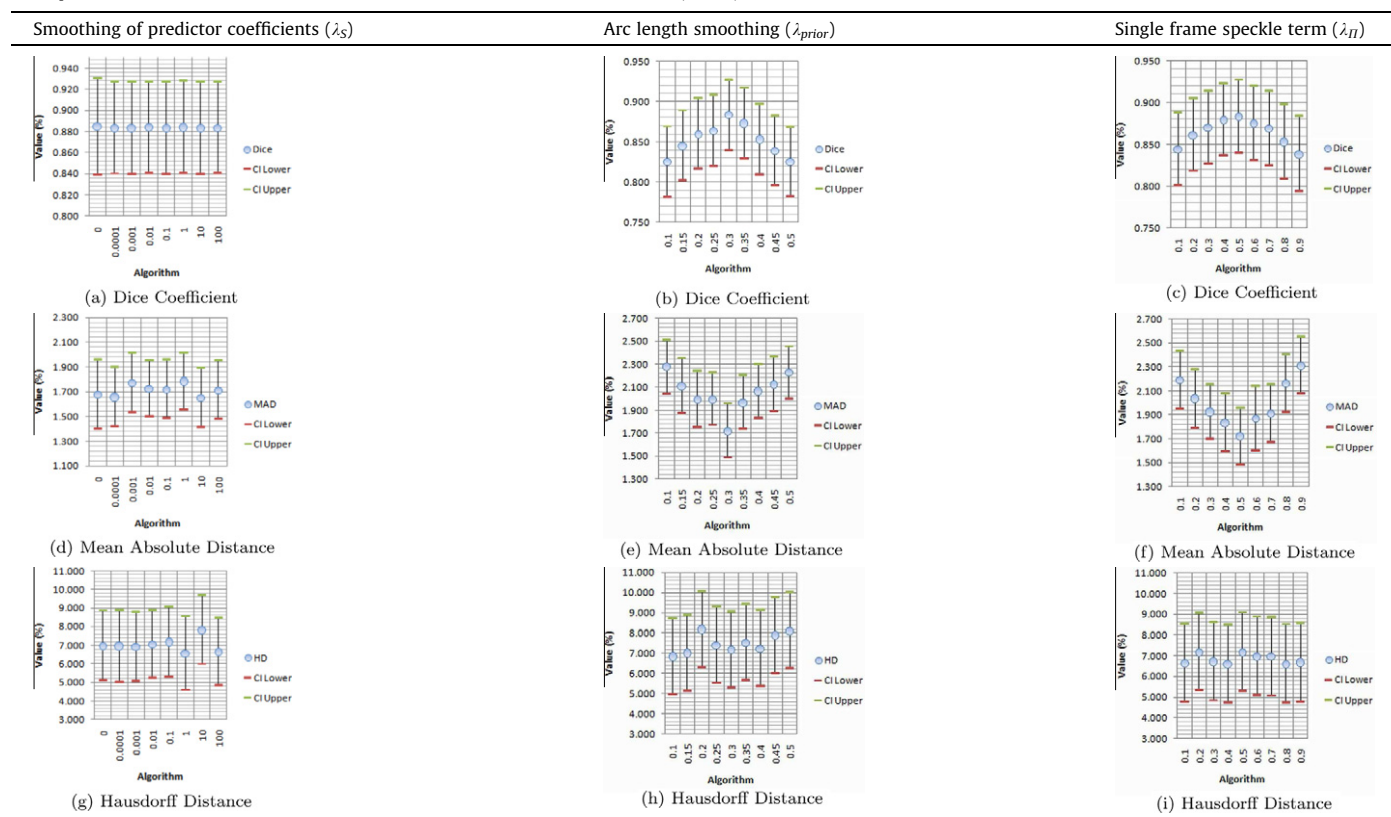 Smoothing of predictor coefficients (λS) Arc length smoothing (λprior) Single frame speckle term (λΠ)
Value (%)
0.940
0.920
0.900
0.880
0.860
0.840
0.820
0.800
0 0.0001 0.001 0.01 0.1 1 10 100
Algorithm
Dice
CI Lower
CI Upper
(a) Dice Coefficient
Value (%)
0.950
0.900
0.850
0.800
0.750
0.1 0.15 0.2 0.25 0.3 0.35 0.4 0.45 0.5
Algorithm
Dice
CI Lower
CI Upper
(b) Dice Coefficient
Value (%)
0.950
0.900
0.850
0.800
0.750
0.1 0.2 0.3 0.4 0.5 0.6 0.7 0.8 0.9
Algorithm
Dice
CI Lower
CI Upper
(c) Dice Coefficient
Value (%)
2.300
2.100
1.900
1.700
1.500
1.300
1.100
0 0.0001 0.001 0.01 0.1 1 10 100
Algorithm
MAD
CI Lower
CI Upper
(d) Mean Absolute Distance
Value (%)
2.700
2.500
2.300
2.100
1.900
1.700
1.500
1.300
0.1 0.15 0.2 0.25 0.3 0.35 0.4 0.45 0.5
Algorithm
MAD
CI Lower
CI Upper
(e) Mean Absolute Distance
Value (%)
2.700
2.500
2.300
2.100
1.900
1.700
1.500
1.300
0.1 0.2 0.3 0.4 0.5 0.6 0.7 0.8 0.9
Algorithm
MAD
CI Lower
CI Upper
(f) Mean Absolute Distance
Value (%)
11.000
10.000
9.000
8.000
7.000
6.000
5.000
4.000
3.000
0 0.0001 0.001 0.01 0.1 1 10 100
Algorithm
HD
CI Lower
CI Upper
(g) Hausdorff Distance
Value (%)
11.000
10.000
9.000
8.000
7.000
6.000
5.000
4.000
3.000
0.1 0.15 0.2 0.25 0.3 0.35 0.4 0.45 0.5
Algorithm
HD
CI Lower
CI Upper
(h) Hausdorff Distance
Value (%)
11.000
10.000
9.000
8.000
7.000
6.000
5.000
4.000
3.000
0.1 0.2 0.3 0.4 0.5 0.6 0.7 0.8 0.9
Algorithm
HD
CI Lower
CI Upper
(i) Hausdorff Distance